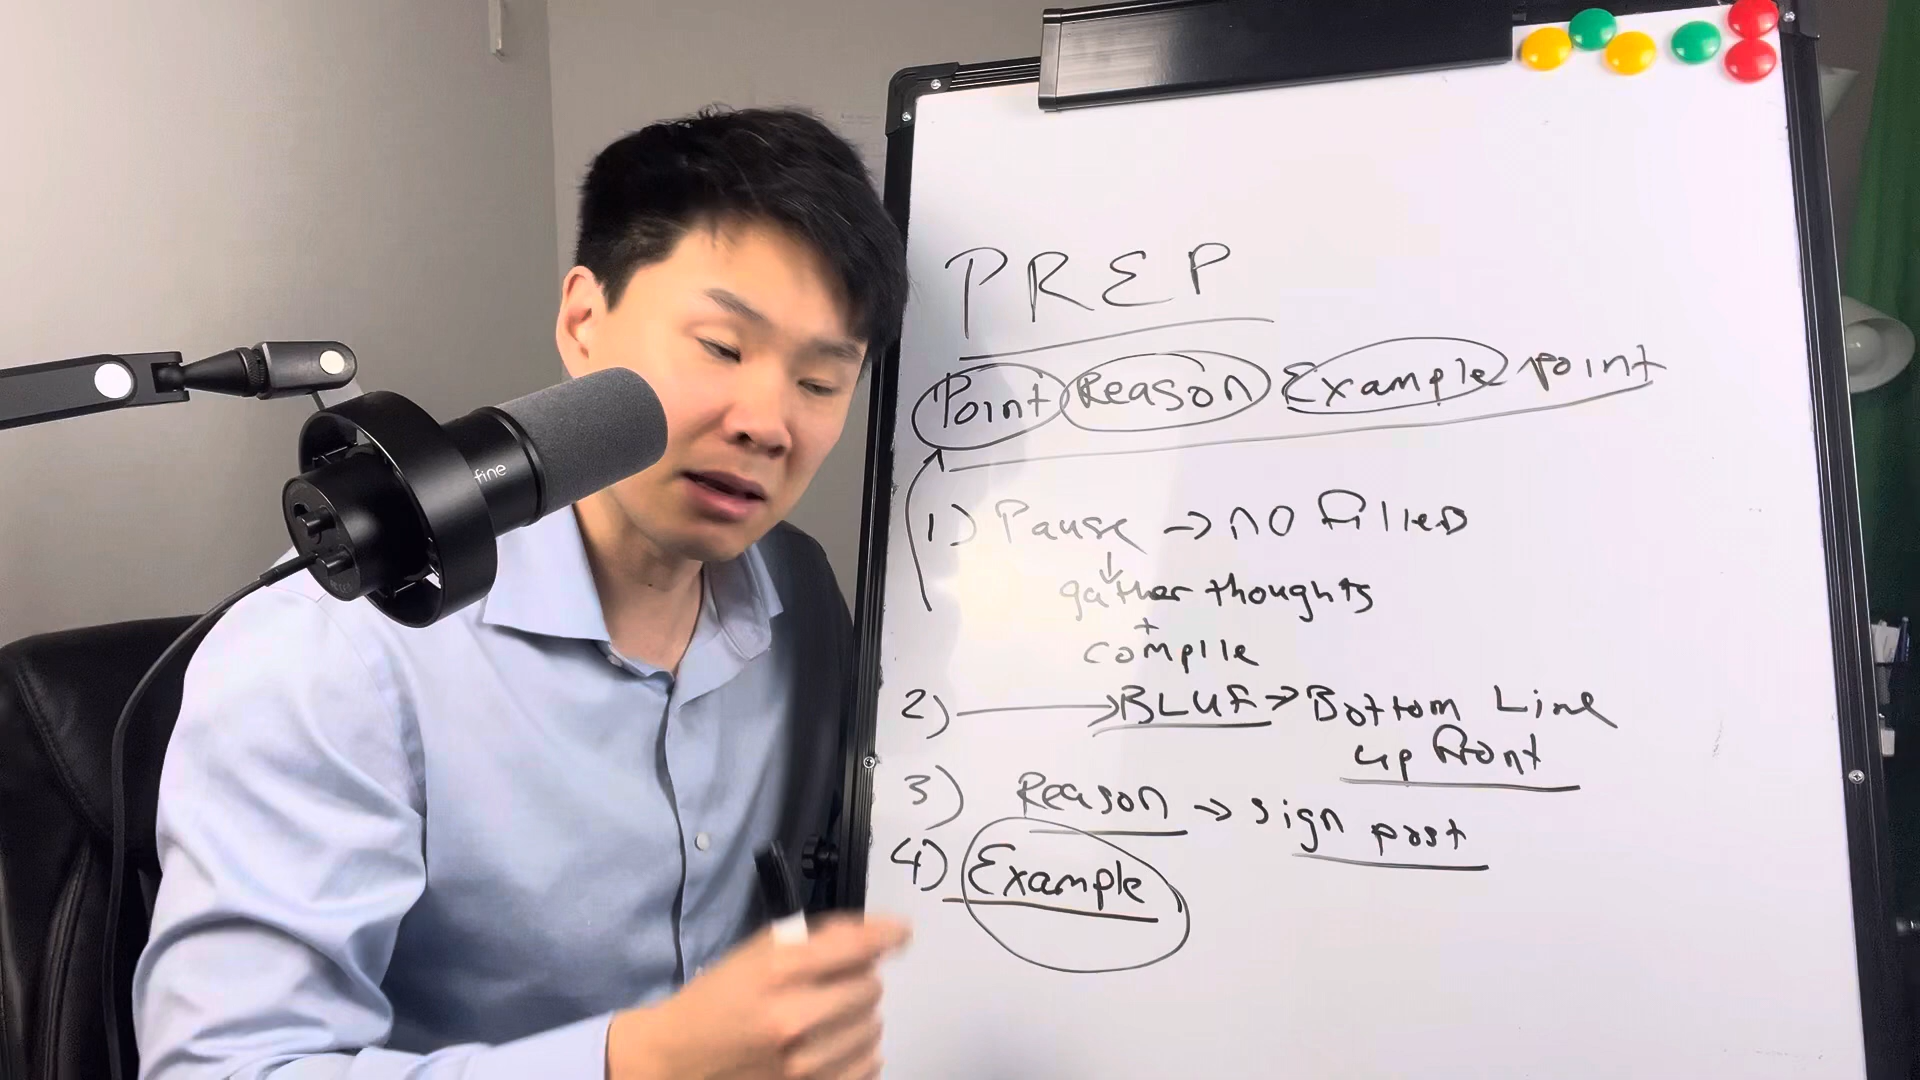 PREP
Point Reason Example point
1) Pause → no filled
↓
gather thoughts
+
compile
2) → BLUF → Bottom Line
up front
3) Reason → sign post
4) Example
fine